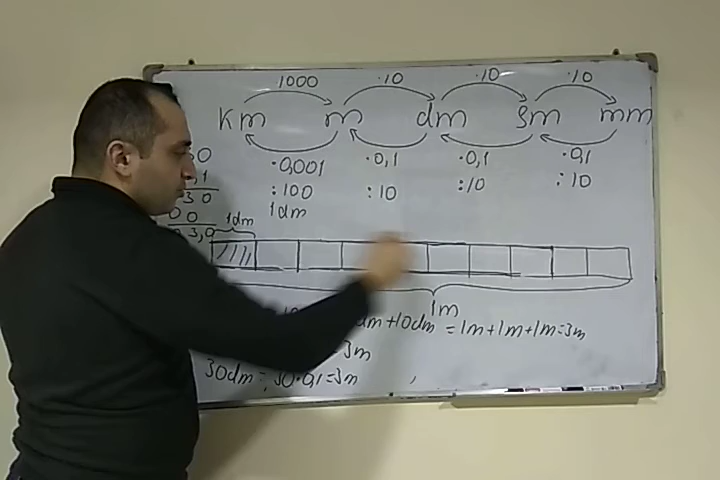 ·1000 ·10 ·10 ·10
km m dm sm mm
·0,001 ·0,1 ·0,1 ·0,1
:100 :10 :10 :10
1dm
1dm
1m
dm+10dm = 1m+1m+1m=3m
3m
30dm = 30·0,1=3m